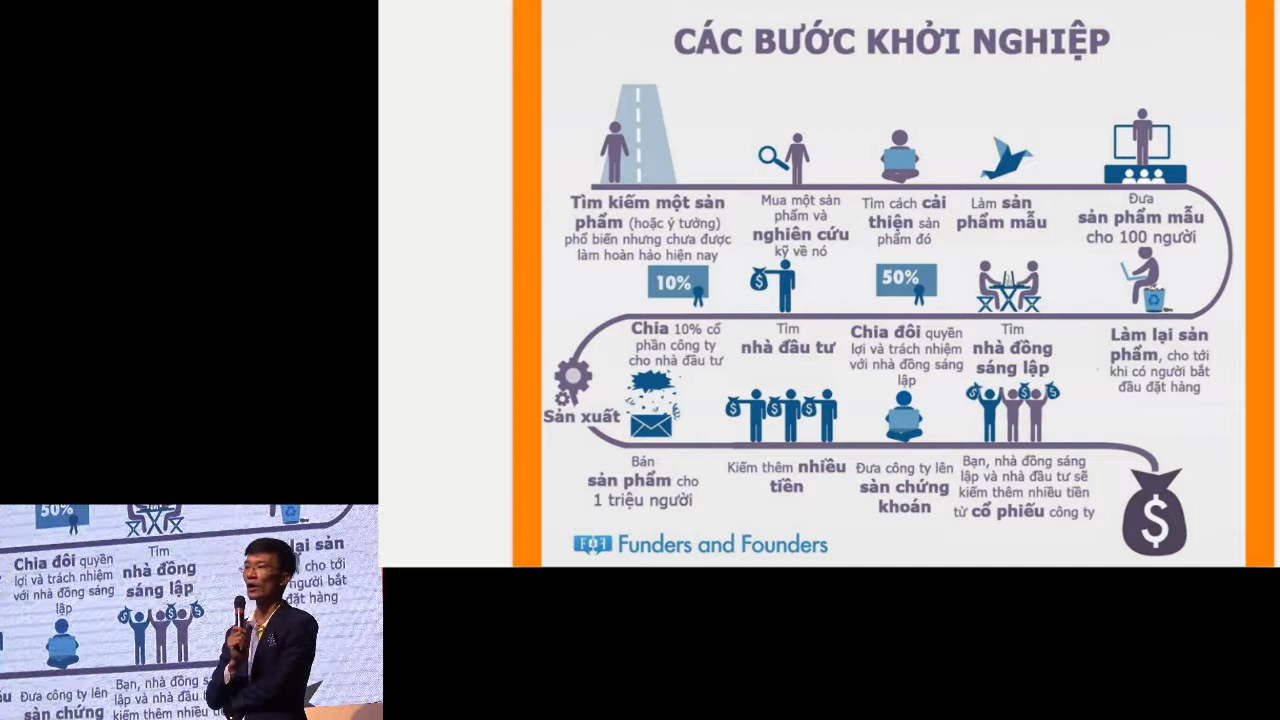 CÁC BƯỚC KHỞI NGHIỆP
Tìm kiếm một sản
phẩm (hoặc ý tưởng)
phổ biến nhưng chưa được
làm hoàn hảo hiện nay
Mua một sản
phẩm và
nghiên cứu
kỹ về nó
Tìm cách cải
thiện sản
phẩm đó
Làm sản
phẩm mẫu
Đưa
sản phẩm mẫu
cho 100 người
10%
50%
Chia 10% cổ
phần công ty
cho nhà đầu tư
Tìm
nhà đầu tư
Chia đôi quyền
lợi và trách nhiệm
với nhà đồng sáng
lập
Tìm
nhà đồng
sáng lập
Làm lại sản
phẩm, cho tới
khi có người bắt
đầu đặt hàng
Sản xuất
Bán
sản phẩm cho
1 triệu người
Kiếm thêm nhiều
tiền
Đưa công ty lên
sàn chứng
khoán
Bạn, nhà đồng sáng
lập và nhà đầu tư sẽ
kiếm thêm nhiều tiền
từ cổ phiếu công ty
Funders and Founders
50%
Chia đôi quyền
lợi và trách nhiệm
với nhà đồng sáng
lập
Tìm
nhà đồng
sáng lập
lại sản
cho tới
người bắt
đặt hàng
Đưa công ty lên
sàn chứng
Bạn, nhà đồng
lập và nhà đầu
kiếm thêm nhiều